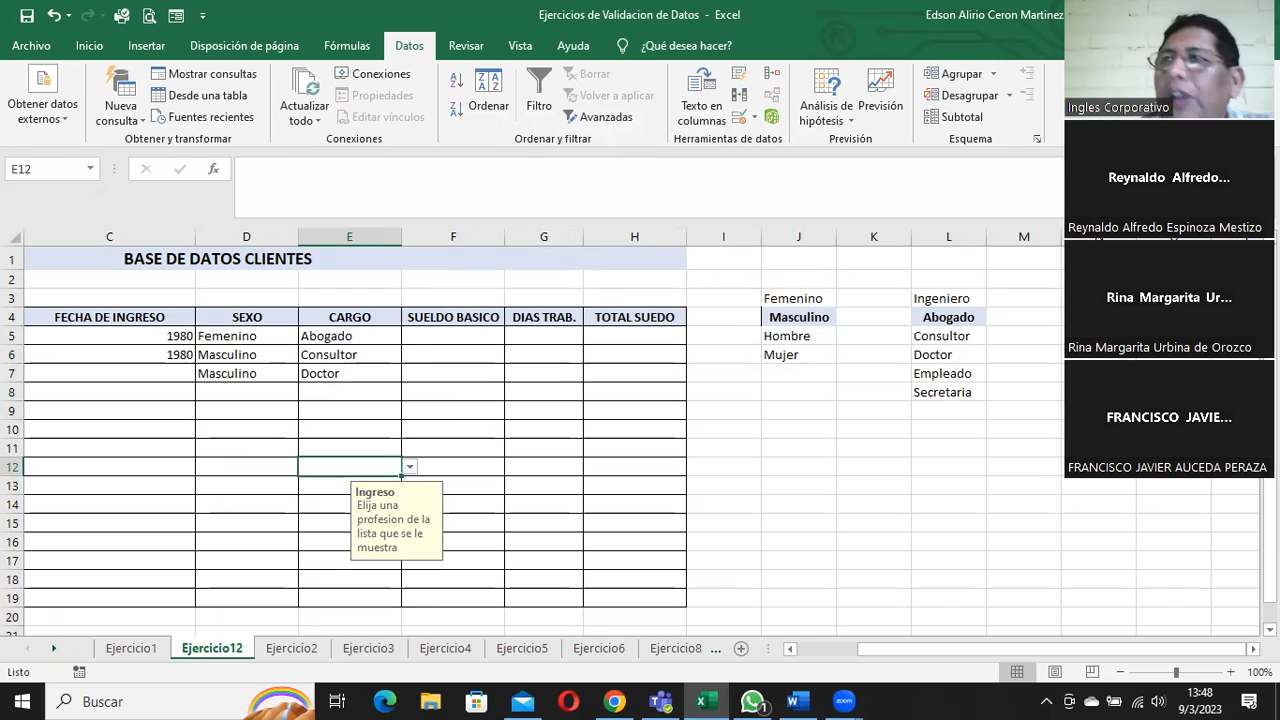 Ejercicios de Validacion de Datos - Excel
Edson Alirio Ceron Martinez
Archivo Inicio Insertar Disposición de página Fórmulas Datos Revisar Vista Ayuda ¿Qué desea hacer?
Obtener datos externos
Nueva consulta
Mostrar consultas
Desde una tabla
Fuentes recientes
Obtener y transformar
Actualizar todo
Conexiones
Propiedades
Editar vínculos
Conexiones
Ordenar
Filtro
Borrar
Volver a aplicar
Avanzadas
Ordenar y filtrar
Texto en columnas
Herramientas de datos
Análisis de hipótesis
Previsión
Previsión
Agrupar
Desagrupar
Subtotal
Esquema
Ingles Corporativo
Reynaldo Alfredo...
Reynaldo Alfredo Espinoza Mestizo
Rina Margarita Ur...
Rina Margarita Urbina de Orozco
FRANCISCO JAVIE...
FRANCISCO JAVIER AUCEDA PERAZA
E12
fx
C D E F G H I J K L M
1 BASE DE DATOS CLIENTES
2
3 Femenino Ingeniero
4 FECHA DE INGRESO SEXO CARGO SUELDO BASICO DIAS TRAB. TOTAL SUEDO Masculino Abogado
5 1980 Femenino Abogado Hombre Consultor
6 1980 Masculino Consultor Mujer Doctor
7 Masculino Doctor Empleado
8 Secretaria
9
10
11
12
13
14
15
16
17
18
19
20
Ingreso
Elija una
profesion de la
lista que se le
muestra
Ejercicio1 Ejercicio12 Ejercicio2 Ejercicio3 Ejercicio4 Ejercicio5 Ejercicio6 Ejercicio8 ...
Listo
100%
Buscar
1
13:48
9/3/2023